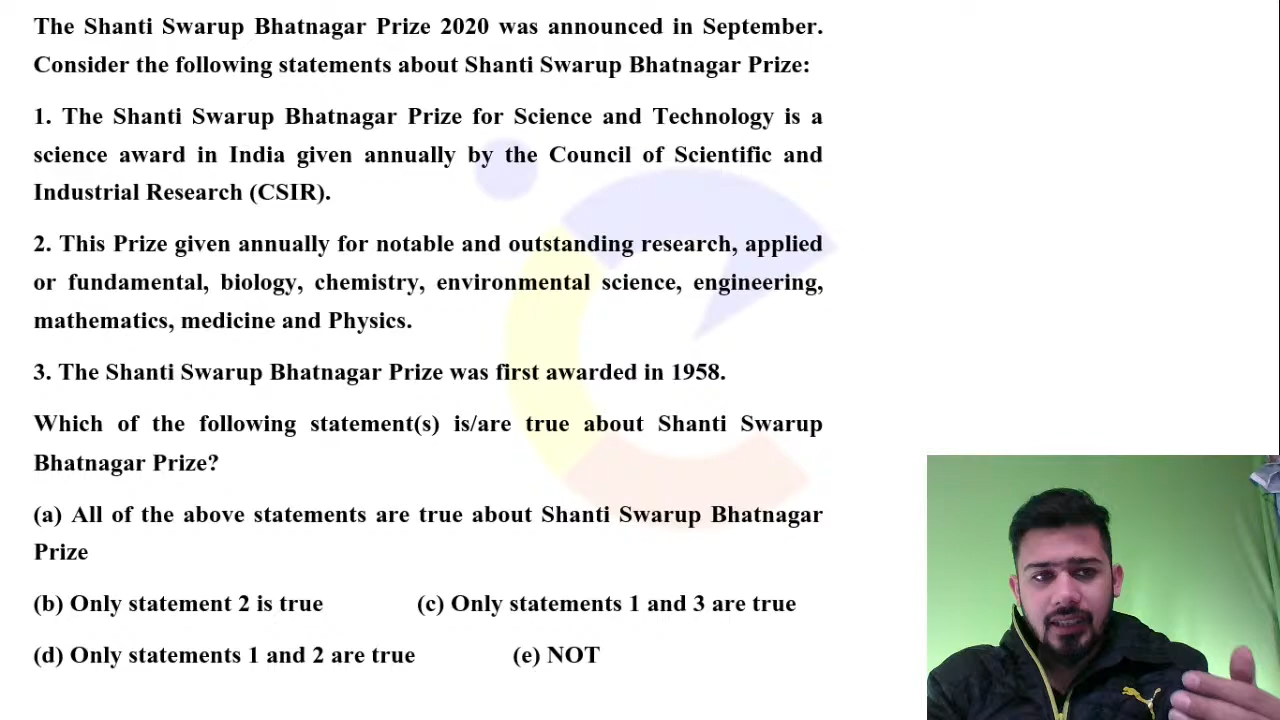 The Shanti Swarup Bhatnagar Prize 2020 was announced in September.
Consider the following statements about Shanti Swarup Bhatnagar Prize:
1. The Shanti Swarup Bhatnagar Prize for Science and Technology is a
science award in India given annually by the Council of Scientific and
Industrial Research (CSIR).
2. This Prize given annually for notable and outstanding research, applied
or fundamental, biology, chemistry, environmental science, engineering,
mathematics, medicine and Physics.
3. The Shanti Swarup Bhatnagar Prize was first awarded in 1958.
Which of the following statement(s) is/are true about Shanti Swarup
Bhatnagar Prize?
(a) All of the above statements are true about Shanti Swarup Bhatnagar
Prize
(b) Only statement 2 is true (c) Only statements 1 and 3 are true
(d) Only statements 1 and 2 are true (e) NOT